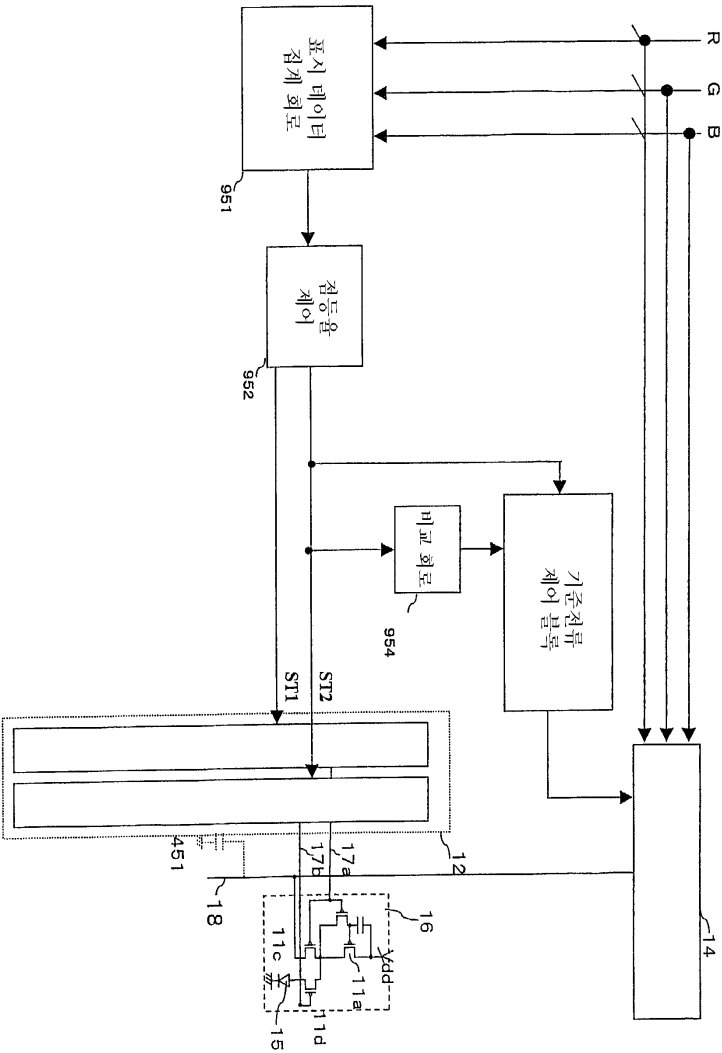 R
G
B
표시 데이터
집계 회로
951
점등율
제어
952
비교 회로
954
기준전류
제어 블록
ST1
ST2
14
12
451
17a
17b
18
16
Vdd
11a
11c
11d
15